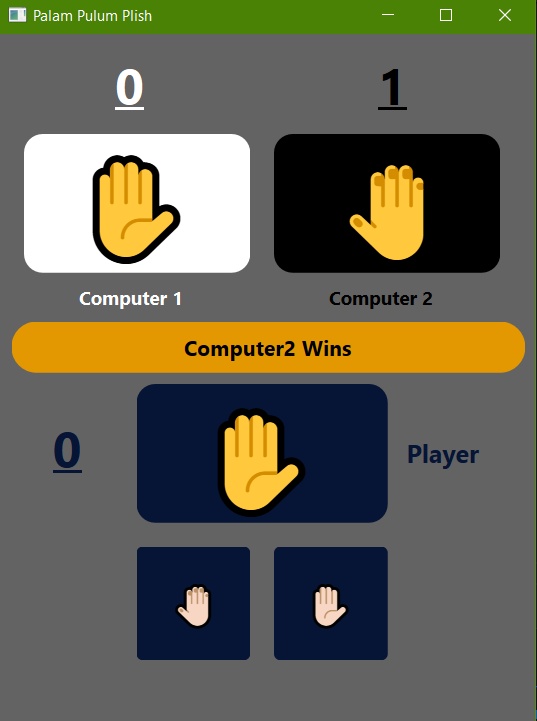 Palam Pulum Plish
0 1
Computer 1 Computer 2
Computer2 Wins
0 Player